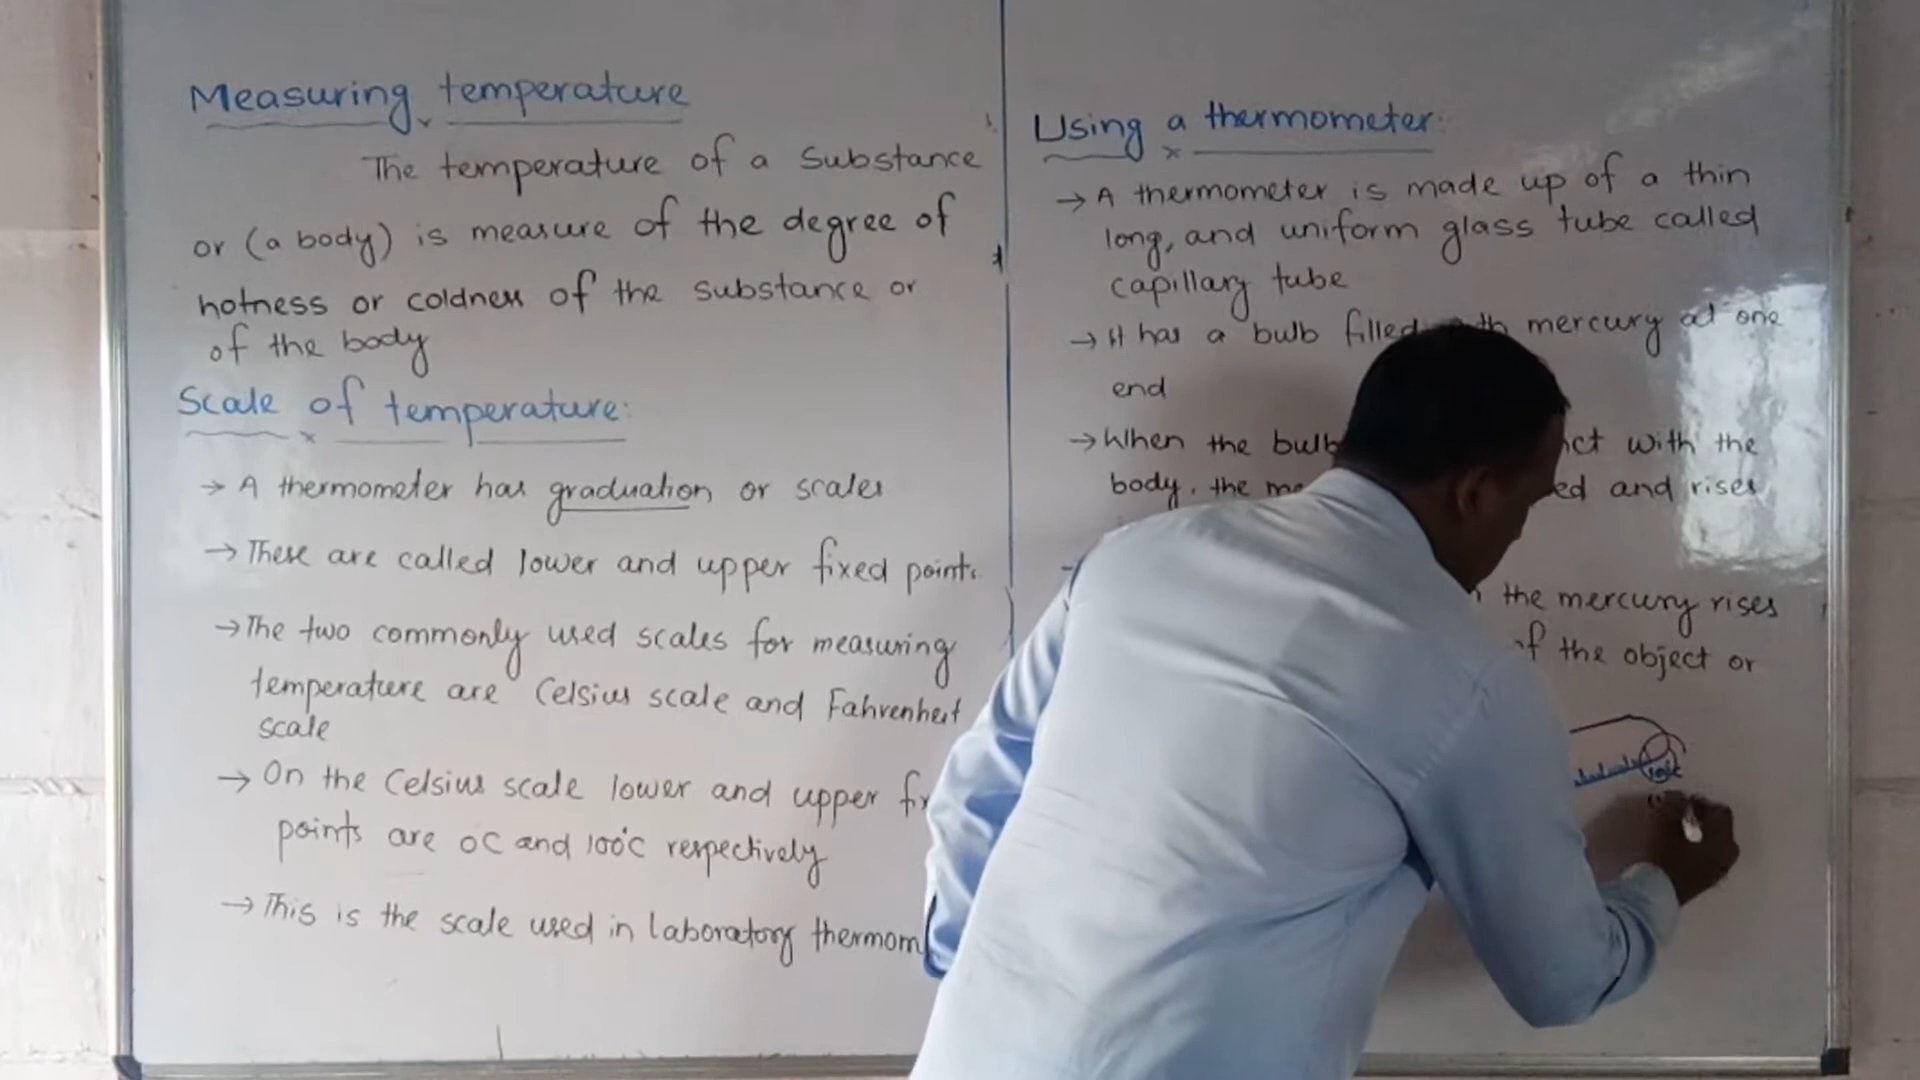 Measuring temperature
The temperature of a substance
or (a body) is measure of the degree of
hotness or coldness of the substance or
of the body
Scale of temperature:
→ A thermometer has graduation or scales
→ These are called lower and upper fixed points
→ The two commonly used scales for measuring
temperature are Celsius scale and Fahrenheit
scale
→ On the Celsius scale lower and upper
points are 0C and 100°C respectively
→ This is the scale used in laboratory thermom
Using a thermometer:
→ A thermometer is made up of a thin
long, and uniform glass tube called
capillary tube
→ It has a bulb filled mercury at one
end
→ When the bulb with the
body, the and rises
the mercury rises
of the object or